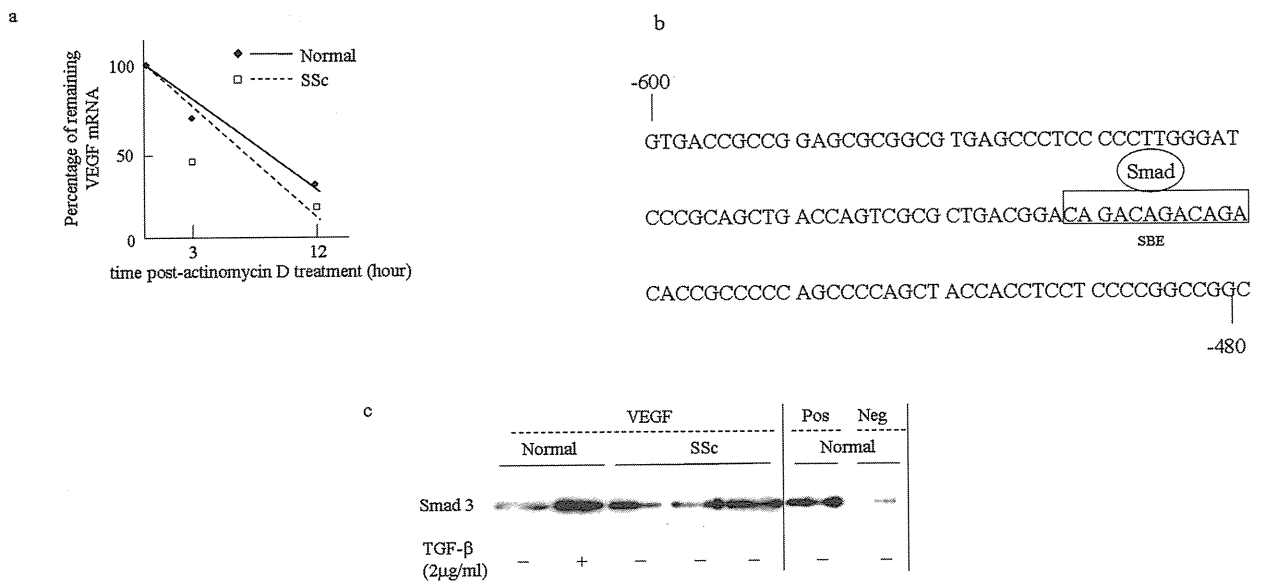 a
Percentage of remaining
VEGF mRNA
100
50
0
3
12
Normal
SSc
time post-actinomycin D treatment (hour)
b
-600
GTGACCGCCG GAGCGCGGCG TGAGCCCTCC CCCTTGGGAT
Smad
CCCGCAGCTG ACCAGTCGCG CTGACGGACA GACAGACAGA
SBE
CACCGCCCCC AGCCCCAGCT ACCACCTCCT CCCCGGCCGGC
-480
c
VEGF
Pos
Neg
Normal
SSc
Normal
Smad 3
TGF-β
(2μg/ml)
– + – – – – –